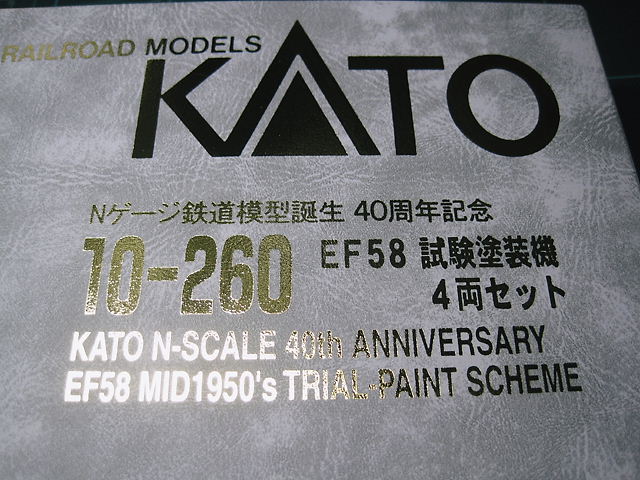 RAILROAD MODELS
KATO
Nゲージ鉄道模型誕生 40周年記念
10-260 EF58 試験塗装機
4両セット
KATO N-SCALE 40th ANNIVERSARY
EF58 MID1950's TRIAL-PAINT SCHEME